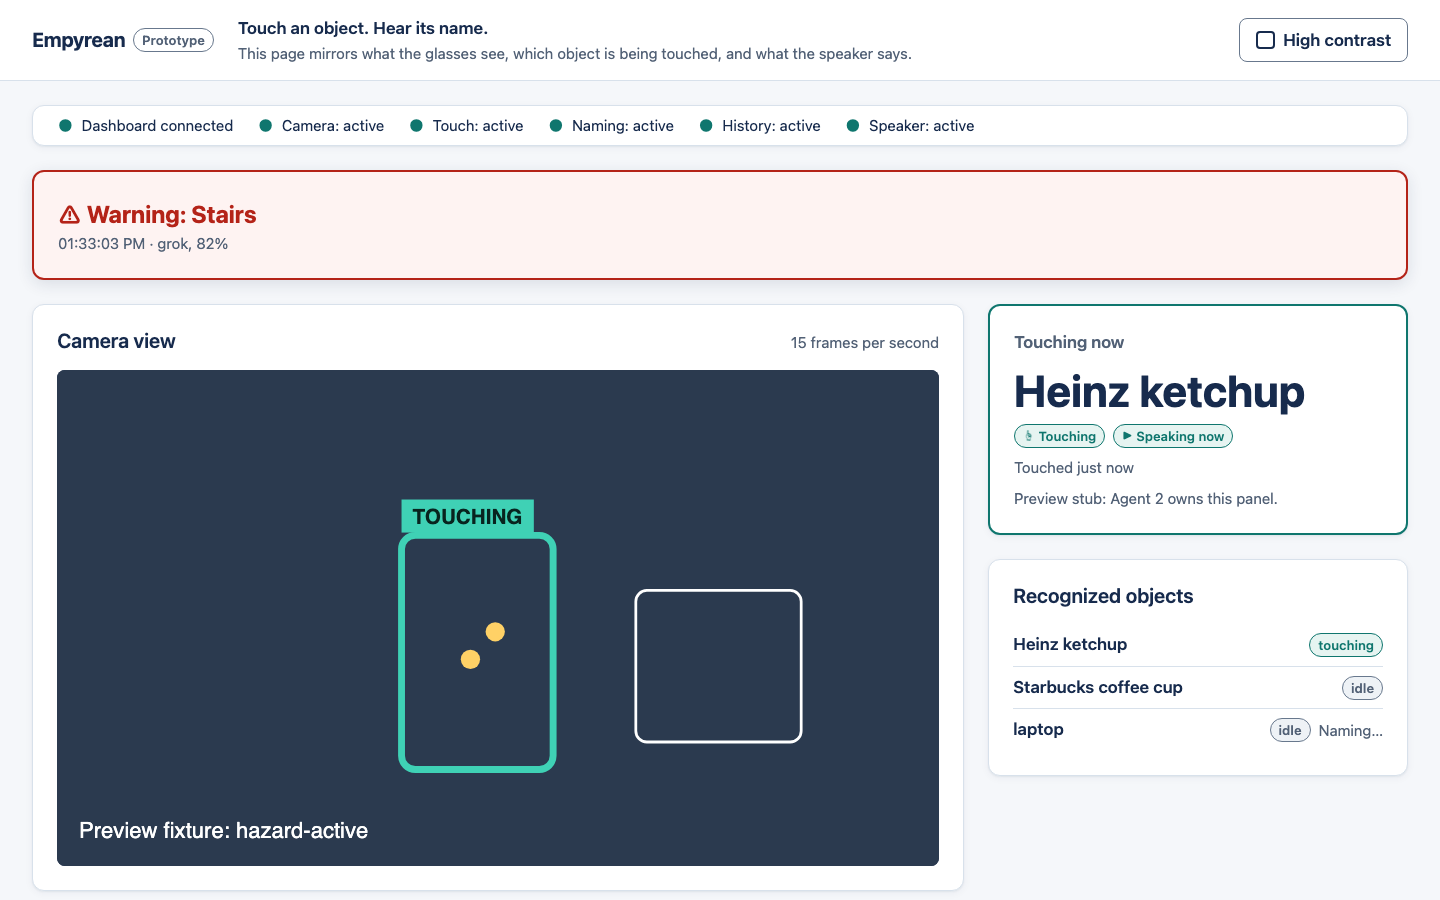 Empyrean
Prototype
Touch an object. Hear its name.
This page mirrors what the glasses see, which object is being touched, and what the speaker says.
High contrast
Dashboard connected
Camera: active
Touch: active
Naming: active
History: active
Speaker: active
Warning: Stairs
01:33:03 PM · grok, 82%
Camera view
15 frames per second
TOUCHING
Preview fixture: hazard-active
Touching now
Heinz ketchup
Touching
Speaking now
Touched just now
Preview stub: Agent 2 owns this panel.
Recognized objects
Heinz ketchup
touching
Starbucks coffee cup
idle
laptop
idle
Naming...